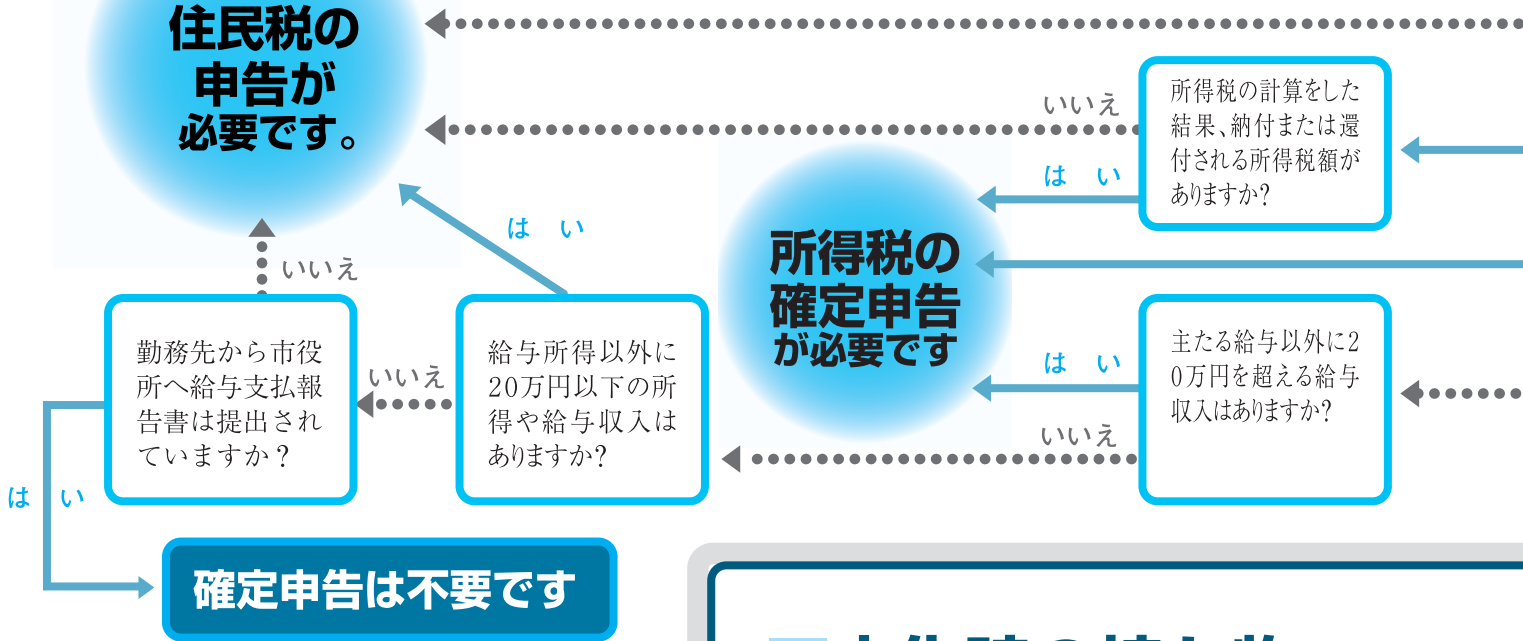 住民税の
申告が
必要です。
いいえ
はい
所得税の計算をした
結果、納付または還
付される所得税額が
ありますか?
はい
いいえ
所得税の
確定申告
が必要です
はい
いいえ
主たる給与以外に2
0万円を超える給与
収入はありますか?
給与所得以外に
20万円以下の所
得や給与収入は
ありますか?
いいえ
勤務先から市役
所へ給与支払報
告書は提出され
ていますか？
はい
確定申告は不要です